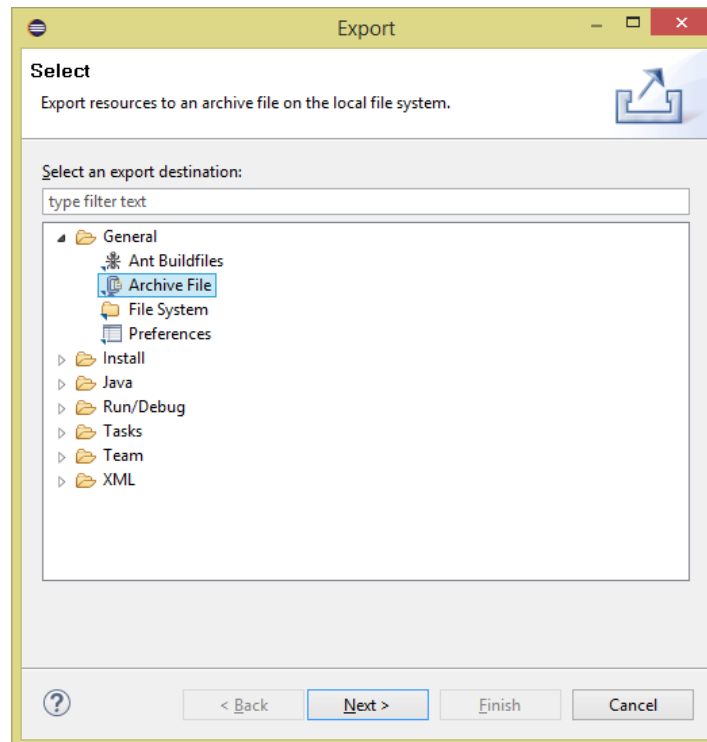 Export
Select
Export resources to an archive file on the local file system.
Select an export destination:
type filter text
General
Ant Buildfiles
Archive File
File System
Preferences
Install
Java
Run/Debug
Tasks
Team
XML
? < Back Next > Finish Cancel